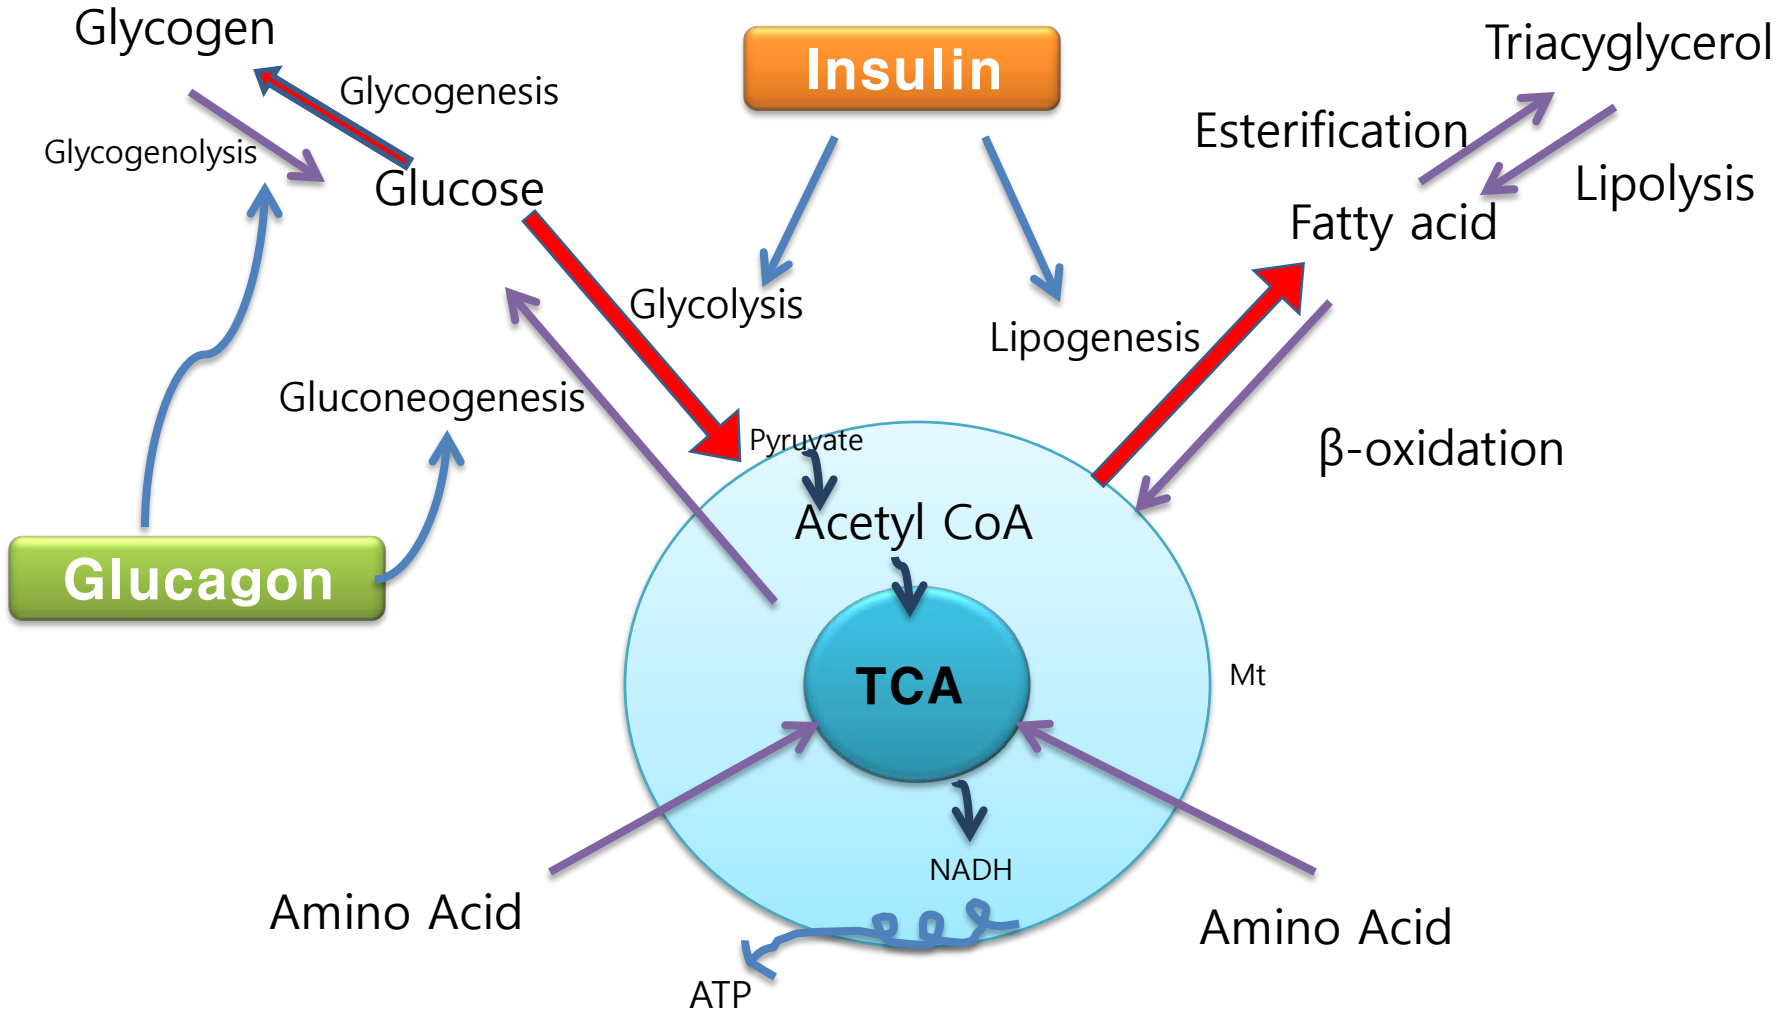 Glycogen
Insulin
Triacyglycerol
Glycogenesis
Esterification
Glycogenolysis
Glucose
Lipolysis
Fatty acid
Glycolysis
Lipogenesis
Gluconeogenesis
Pyruvate
β-oxidation
Acetyl CoA
Glucagon
TCA
Mt
NADH
Amino Acid
Amino Acid
ATP